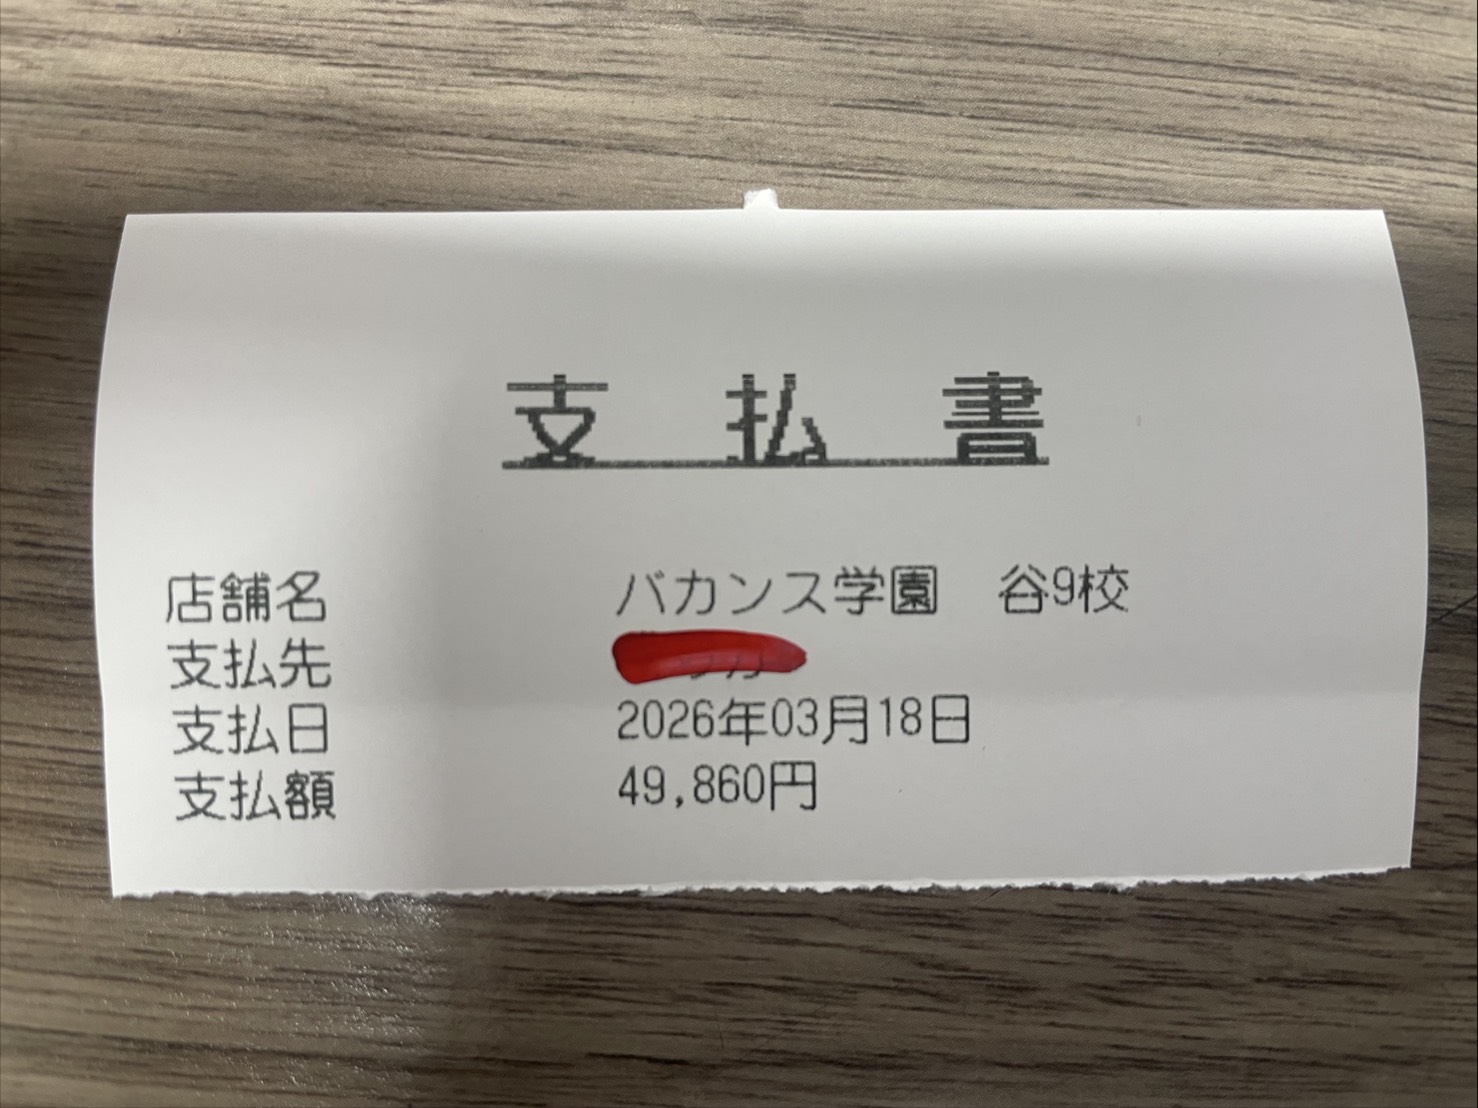 支払書
店舗名 バカンス学園 谷9校
支払先
支払日 2026年03月18日
支払額 49,860円